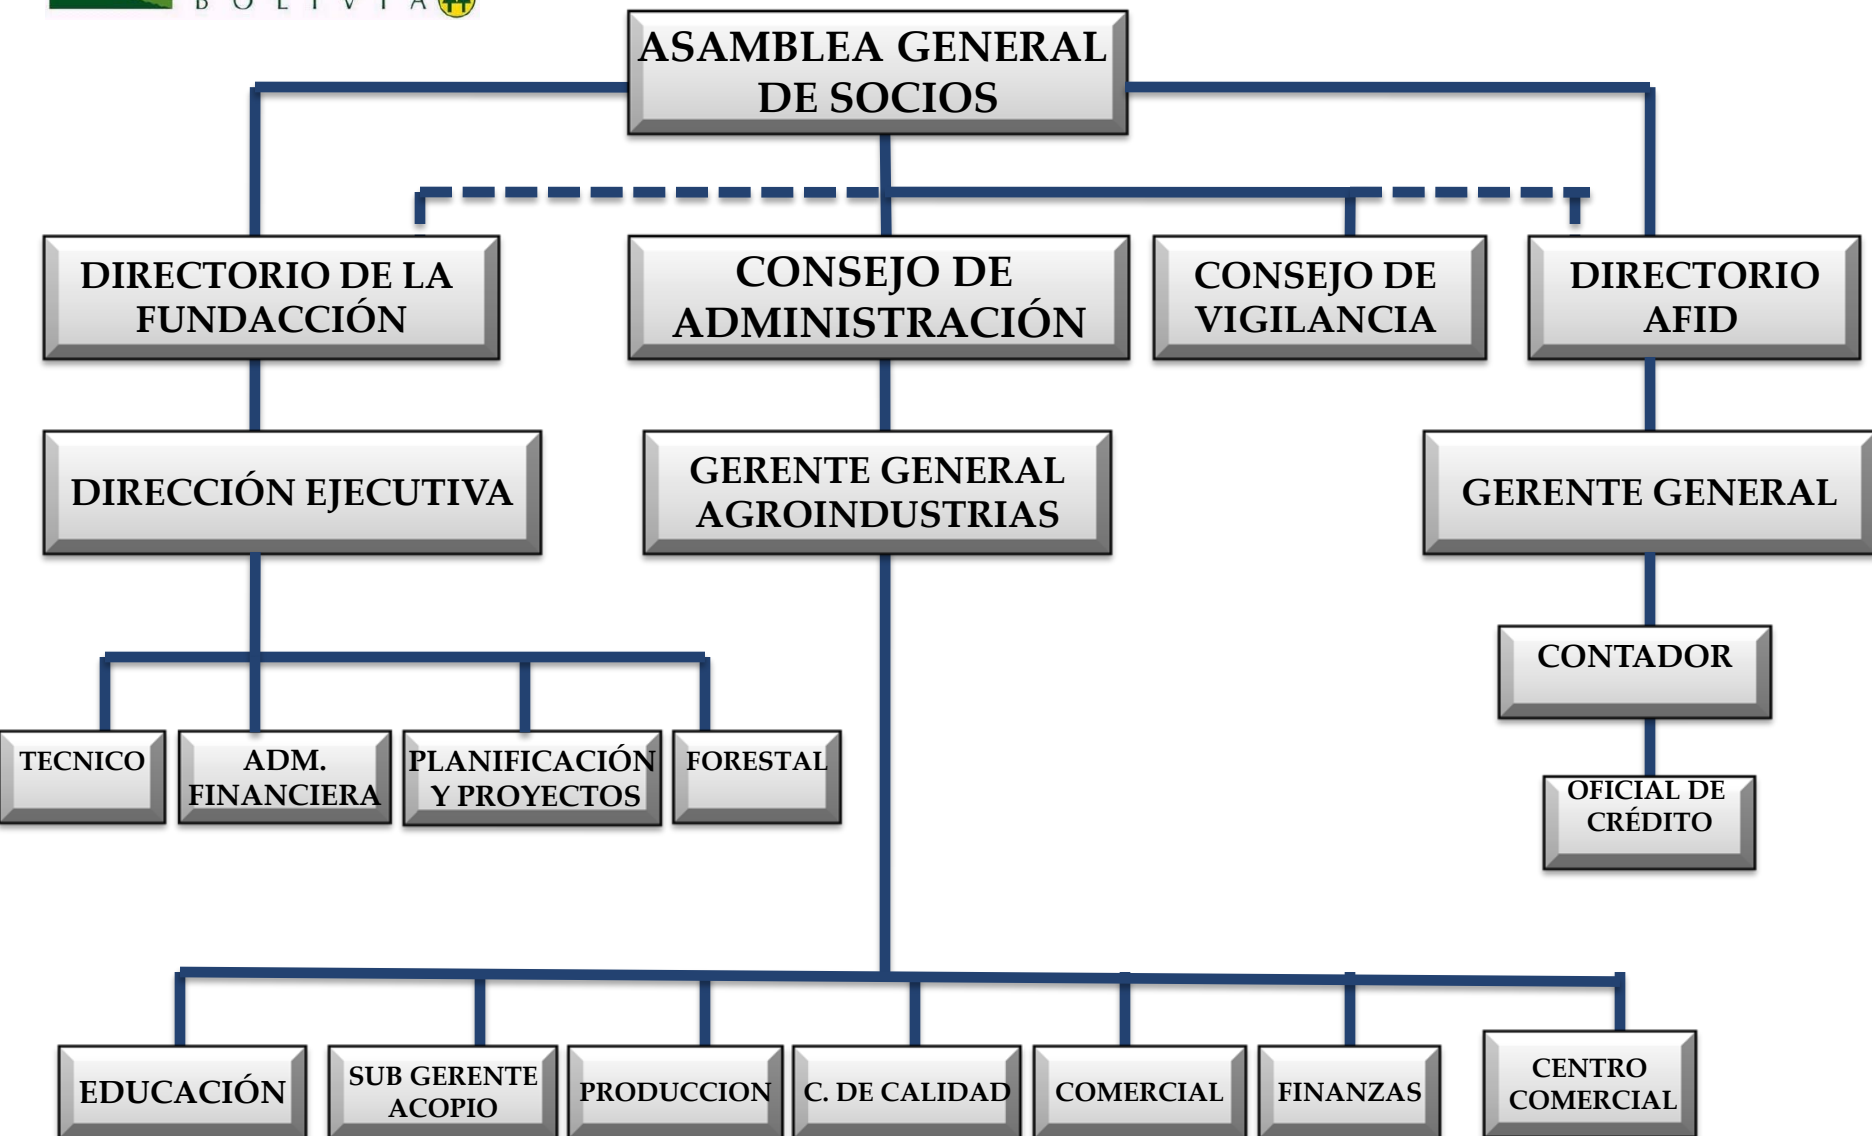 BOLIVIA
ASAMBLEA GENERAL
DE SOCIOS
DIRECTORIO DE LA
FUNDACCIÓN
CONSEJO DE
ADMINISTRACIÓN
CONSEJO DE
VIGILANCIA
DIRECTORIO
AFID
DIRECCIÓN EJECUTIVA
GERENTE GENERAL
AGROINDUSTRIAS
GERENTE GENERAL
CONTADOR
TECNICO
ADM.
FINANCIERA
PLANIFICACIÓN
Y PROYECTOS
FORESTAL
OFICIAL DE
CRÉDITO
EDUCACIÓN
SUB GERENTE
ACOPIO
PRODUCCION
C. DE CALIDAD
COMERCIAL
FINANZAS
CENTRO
COMERCIAL